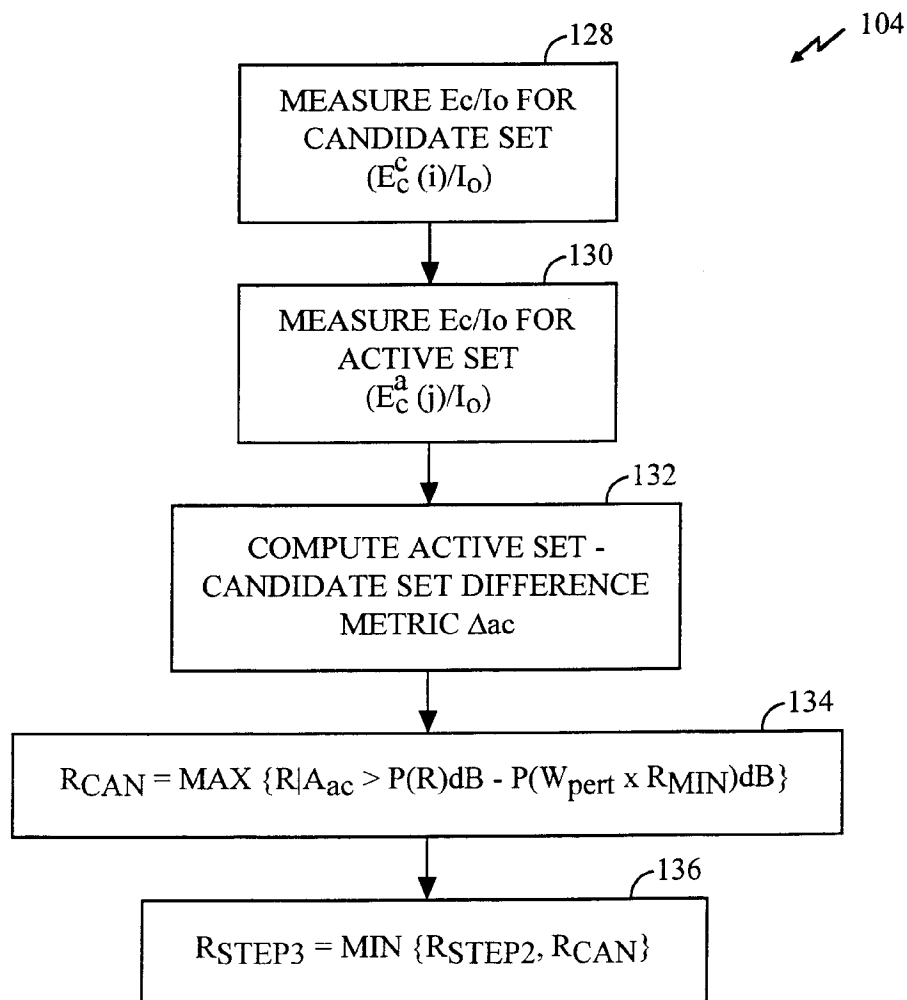 104
128
MEASURE Ec/Io FOR
CANDIDATE SET
(E_c^c (i)/I_o)
130
MEASURE Ec/Io FOR
ACTIVE SET
(E_c^a (j)/I_o)
132
COMPUTE ACTIVE SET -
CANDIDATE SET DIFFERENCE
METRIC Δac
134
R_CAN = MAX {R|A_ac > P(R)dB - P(W_pert x R_MIN)dB}
136
R_STEP3 = MIN {R_STEP2, R_CAN}